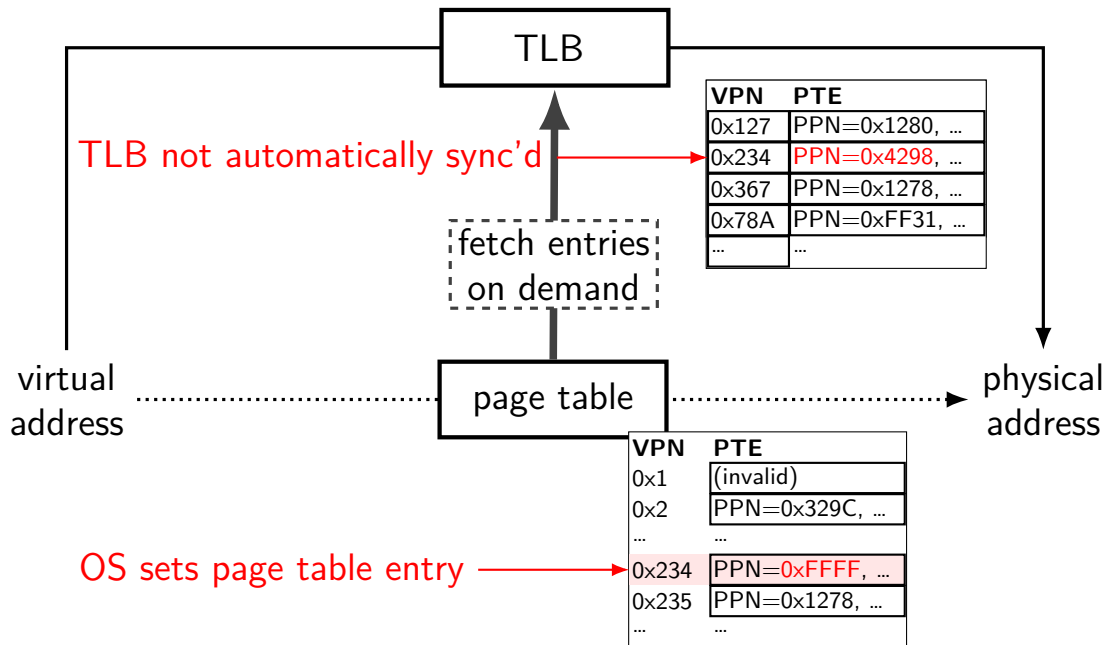 TLB
VPN PTE
0x127 PPN=0x1280, ...
TLB not automatically sync'd
0x234 PPN=0x4298, ...
0x367 PPN=0x1278, ...
0x78A PPN=0xFF31, ...
... ...
fetch entries
on demand
virtual
address
page table
physical
address
VPN PTE
0x1 (invalid)
0x2 PPN=0x329C, ...
... ...
OS sets page table entry
0x234 PPN=0xFFFF, ...
0x235 PPN=0x1278, ...
... ...